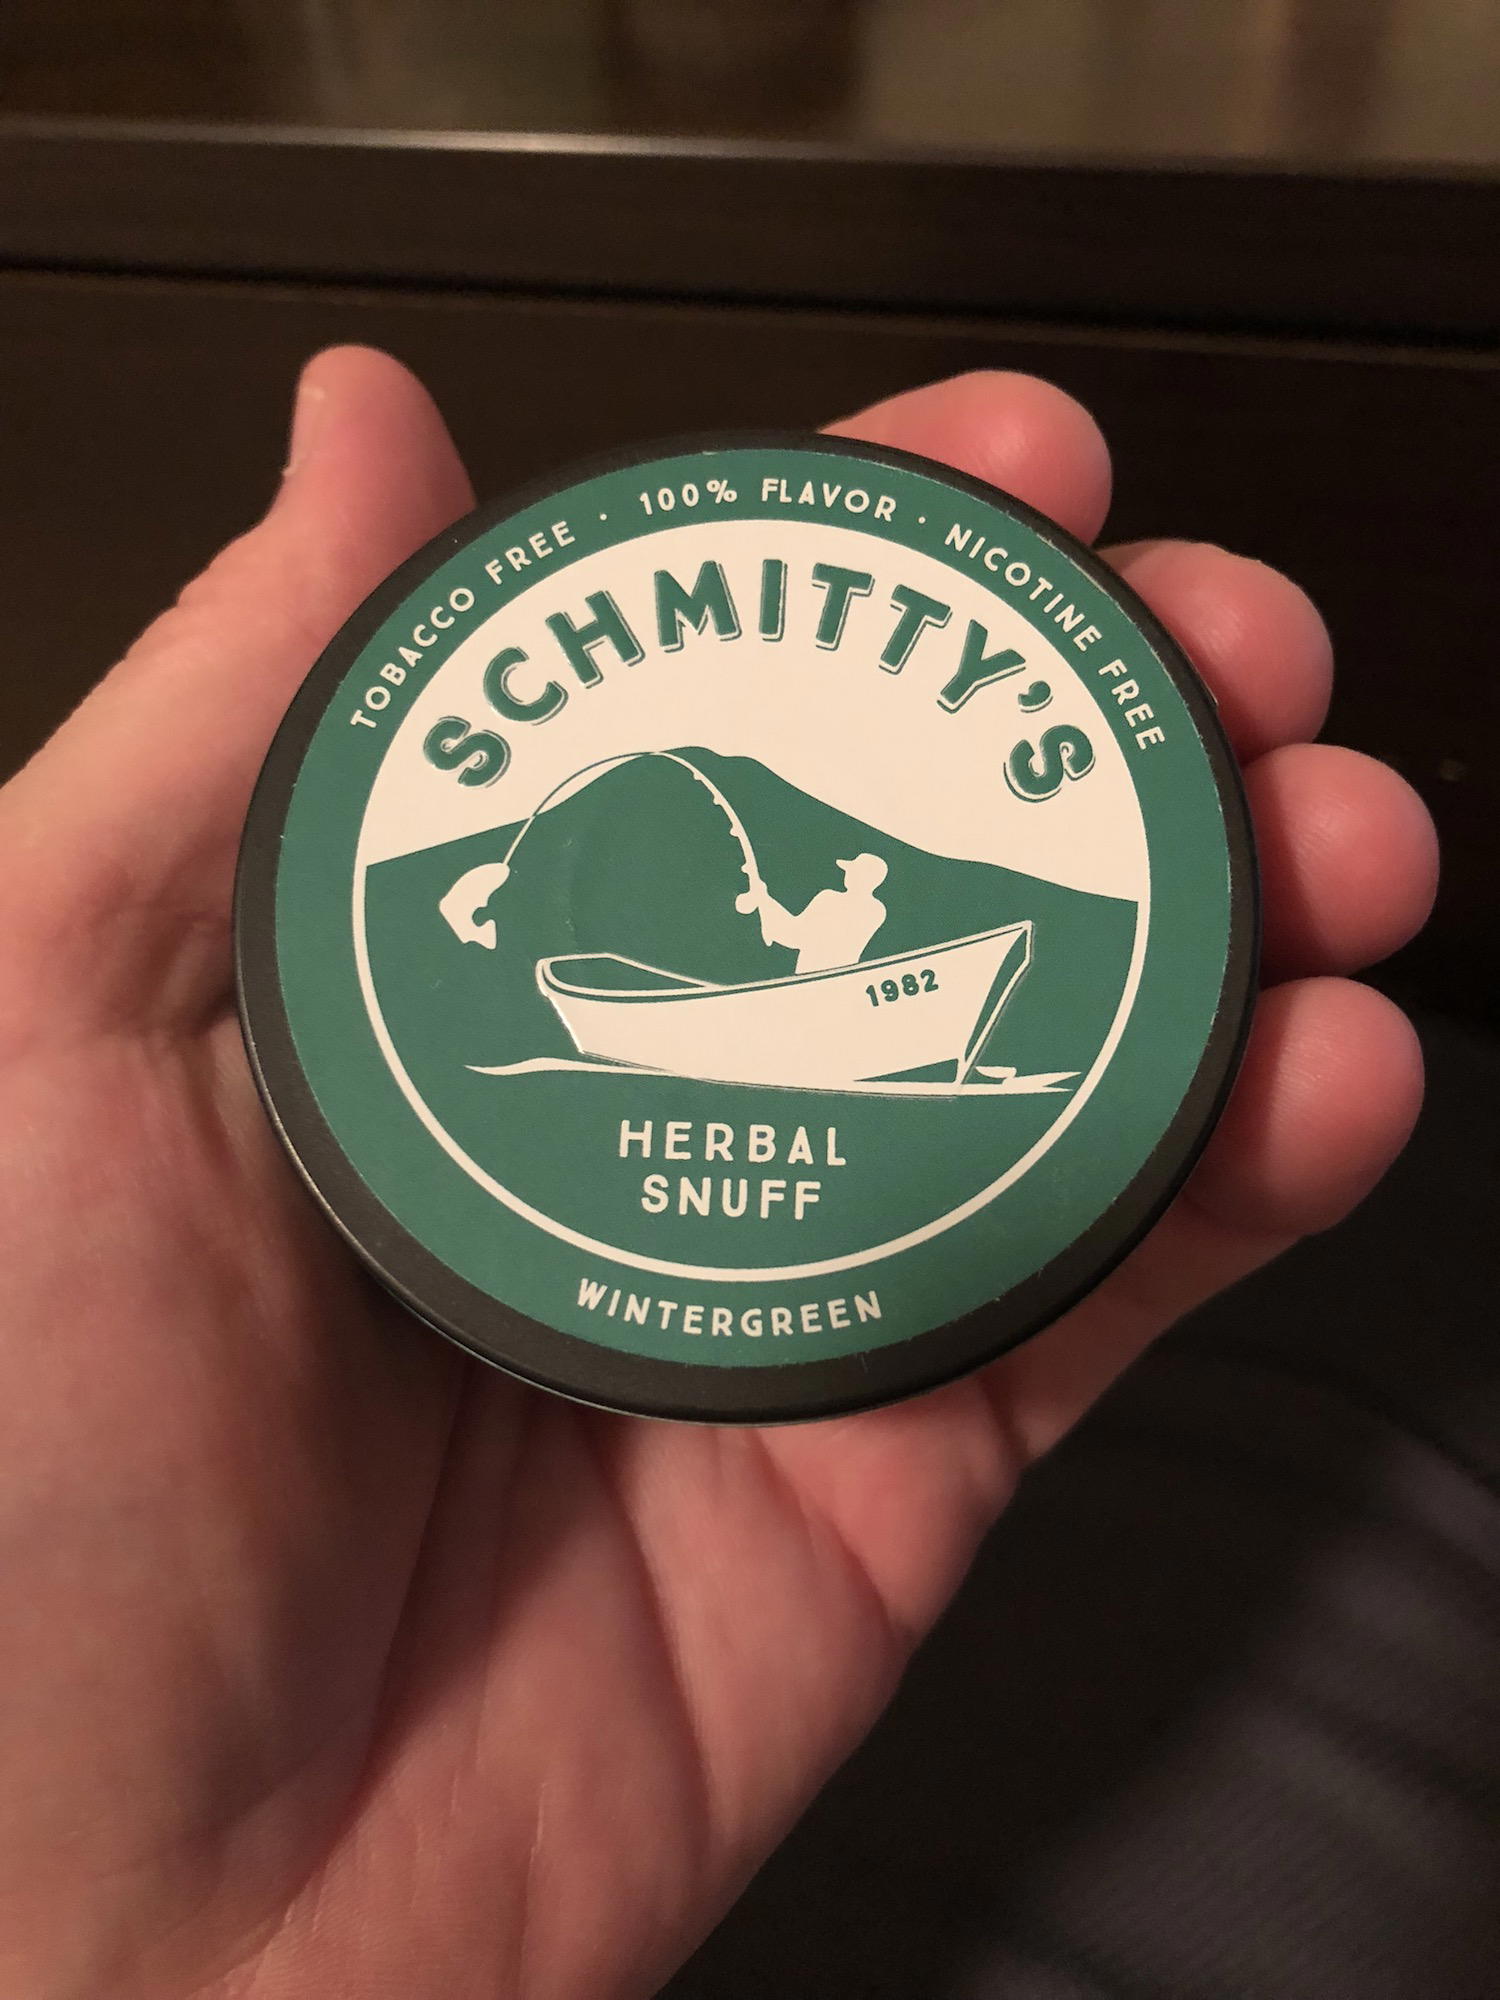 TOBACCO FREE · 100% FLAVOR · NICOTINE FREE
SCHMITTY'S
1982
HERBAL
SNUFF
WINTERGREEN